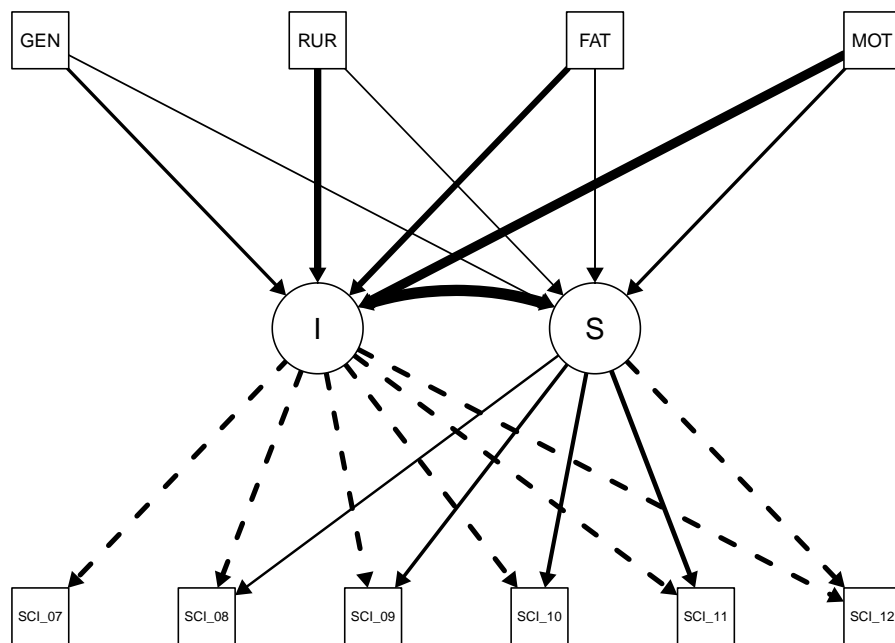 GEN
RUR
FAT
MOT
I
S
SCI_07
SCI_08
SCI_09
SCI_10
SCI_11
SCI_12